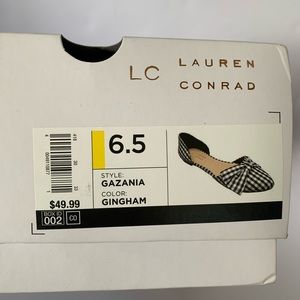 LC LAUREN
CONRAD
6.5
STYLE:
GAZANIA
COLOR:
GINGHAM
$49.99
BOX ID
002